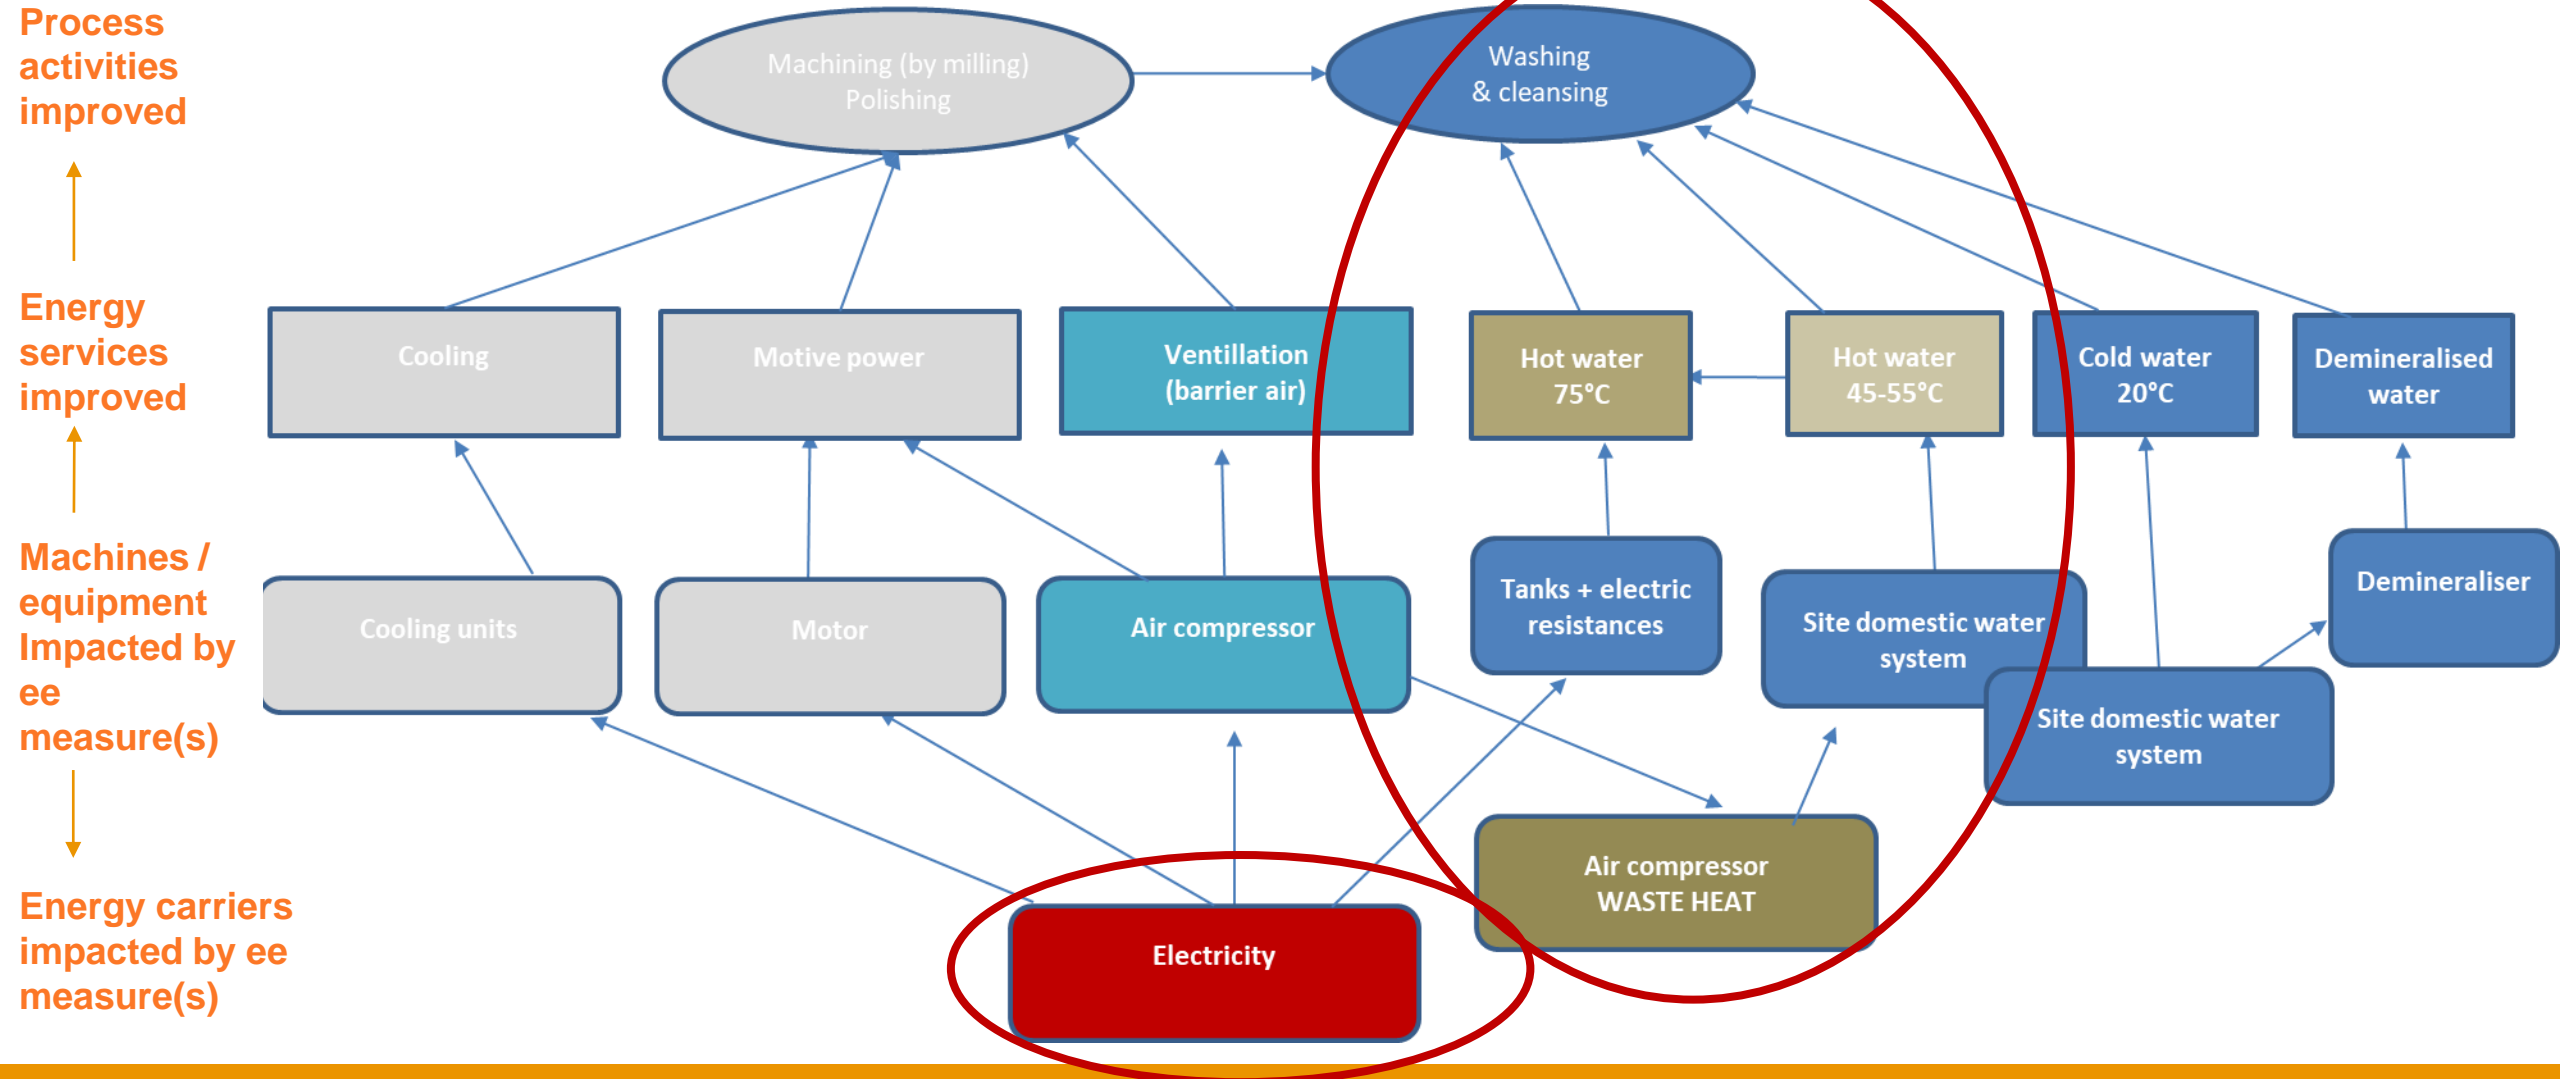 Process
activities
improved
Machining (by milling)
Polishing
Washing
& cleansing
Energy
services
improved
Cooling
Motive power
Ventillation
(barrier air)
Hot water
75°C
Hot water
45-55°C
Cold water
20°C
Demineralised
water
Machines /
equipment
Impacted by
ee
measure(s)
Cooling units
Motor
Air compressor
Tanks + electric
resistances
Site domestic water
system
Site domestic water
system
Demineraliser
Energy carriers
impacted by ee
measure(s)
Electricity
Air compressor
WASTE HEAT